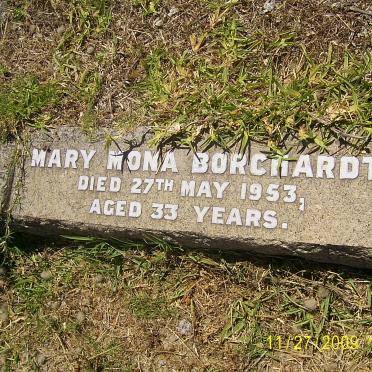 MARY MONA BORCHARDT
DIED 27TH MAY 1953,
AGED 33 YEARS.
11/27/2009